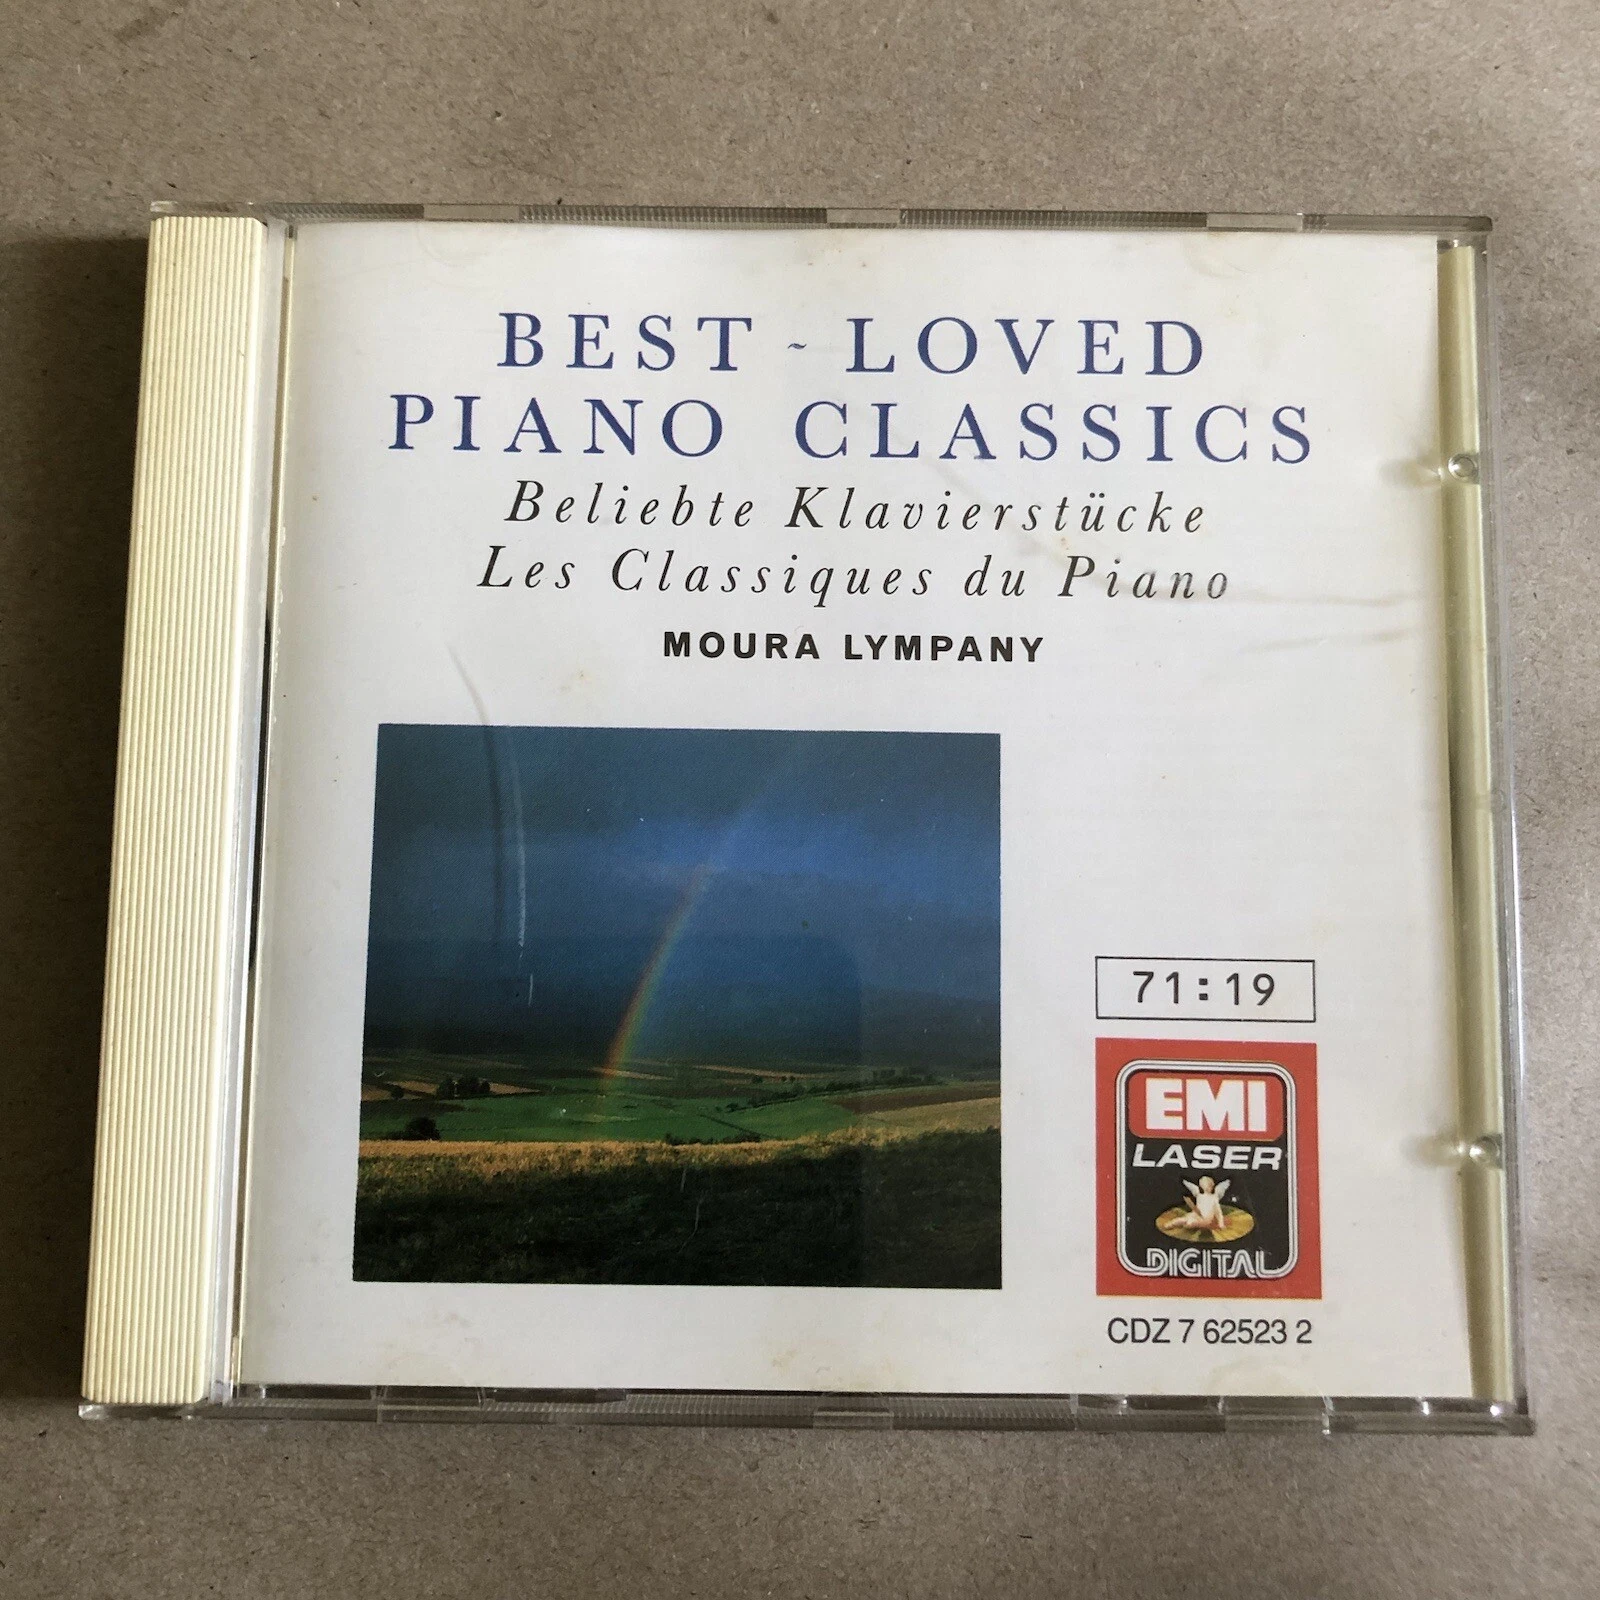 BEST ~ LOVED
PIANO CLASSICS
Beliebte Klavierstücke
Les Classiques du Piano
MOURA LYMPANY
71:19
EMI
LASER
DIGITAL
CDZ 7 62523 2